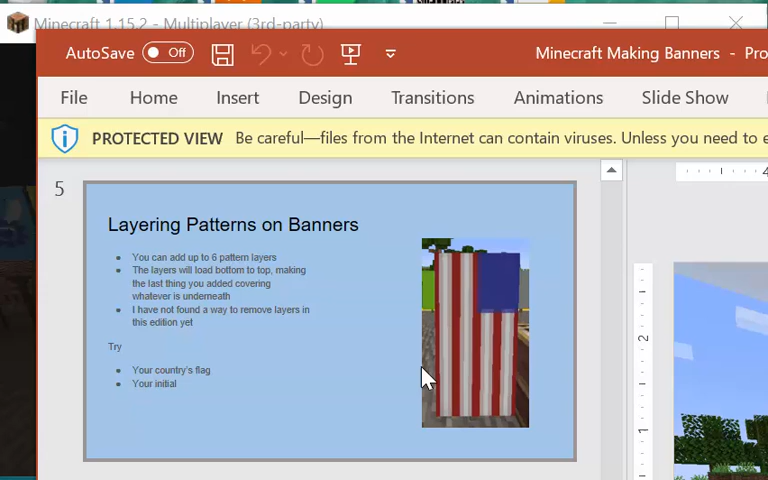 Minecraft 1.15.2 - Multiplayer (3rd-party)
AutoSave Off Minecraft Making Banners - Pro
File Home Insert Design Transitions Animations Slide Show
PROTECTED VIEW Be careful—files from the Internet can contain viruses. Unless you need to e
5
Layering Patterns on Banners
● You can add up to 6 pattern layers
● The layers will load bottom to top, making
the last thing you added covering
whatever is underneath
● I have not found a way to remove layers in
this edition yet
Try
● Your country's flag
● Your initial
4
2
1